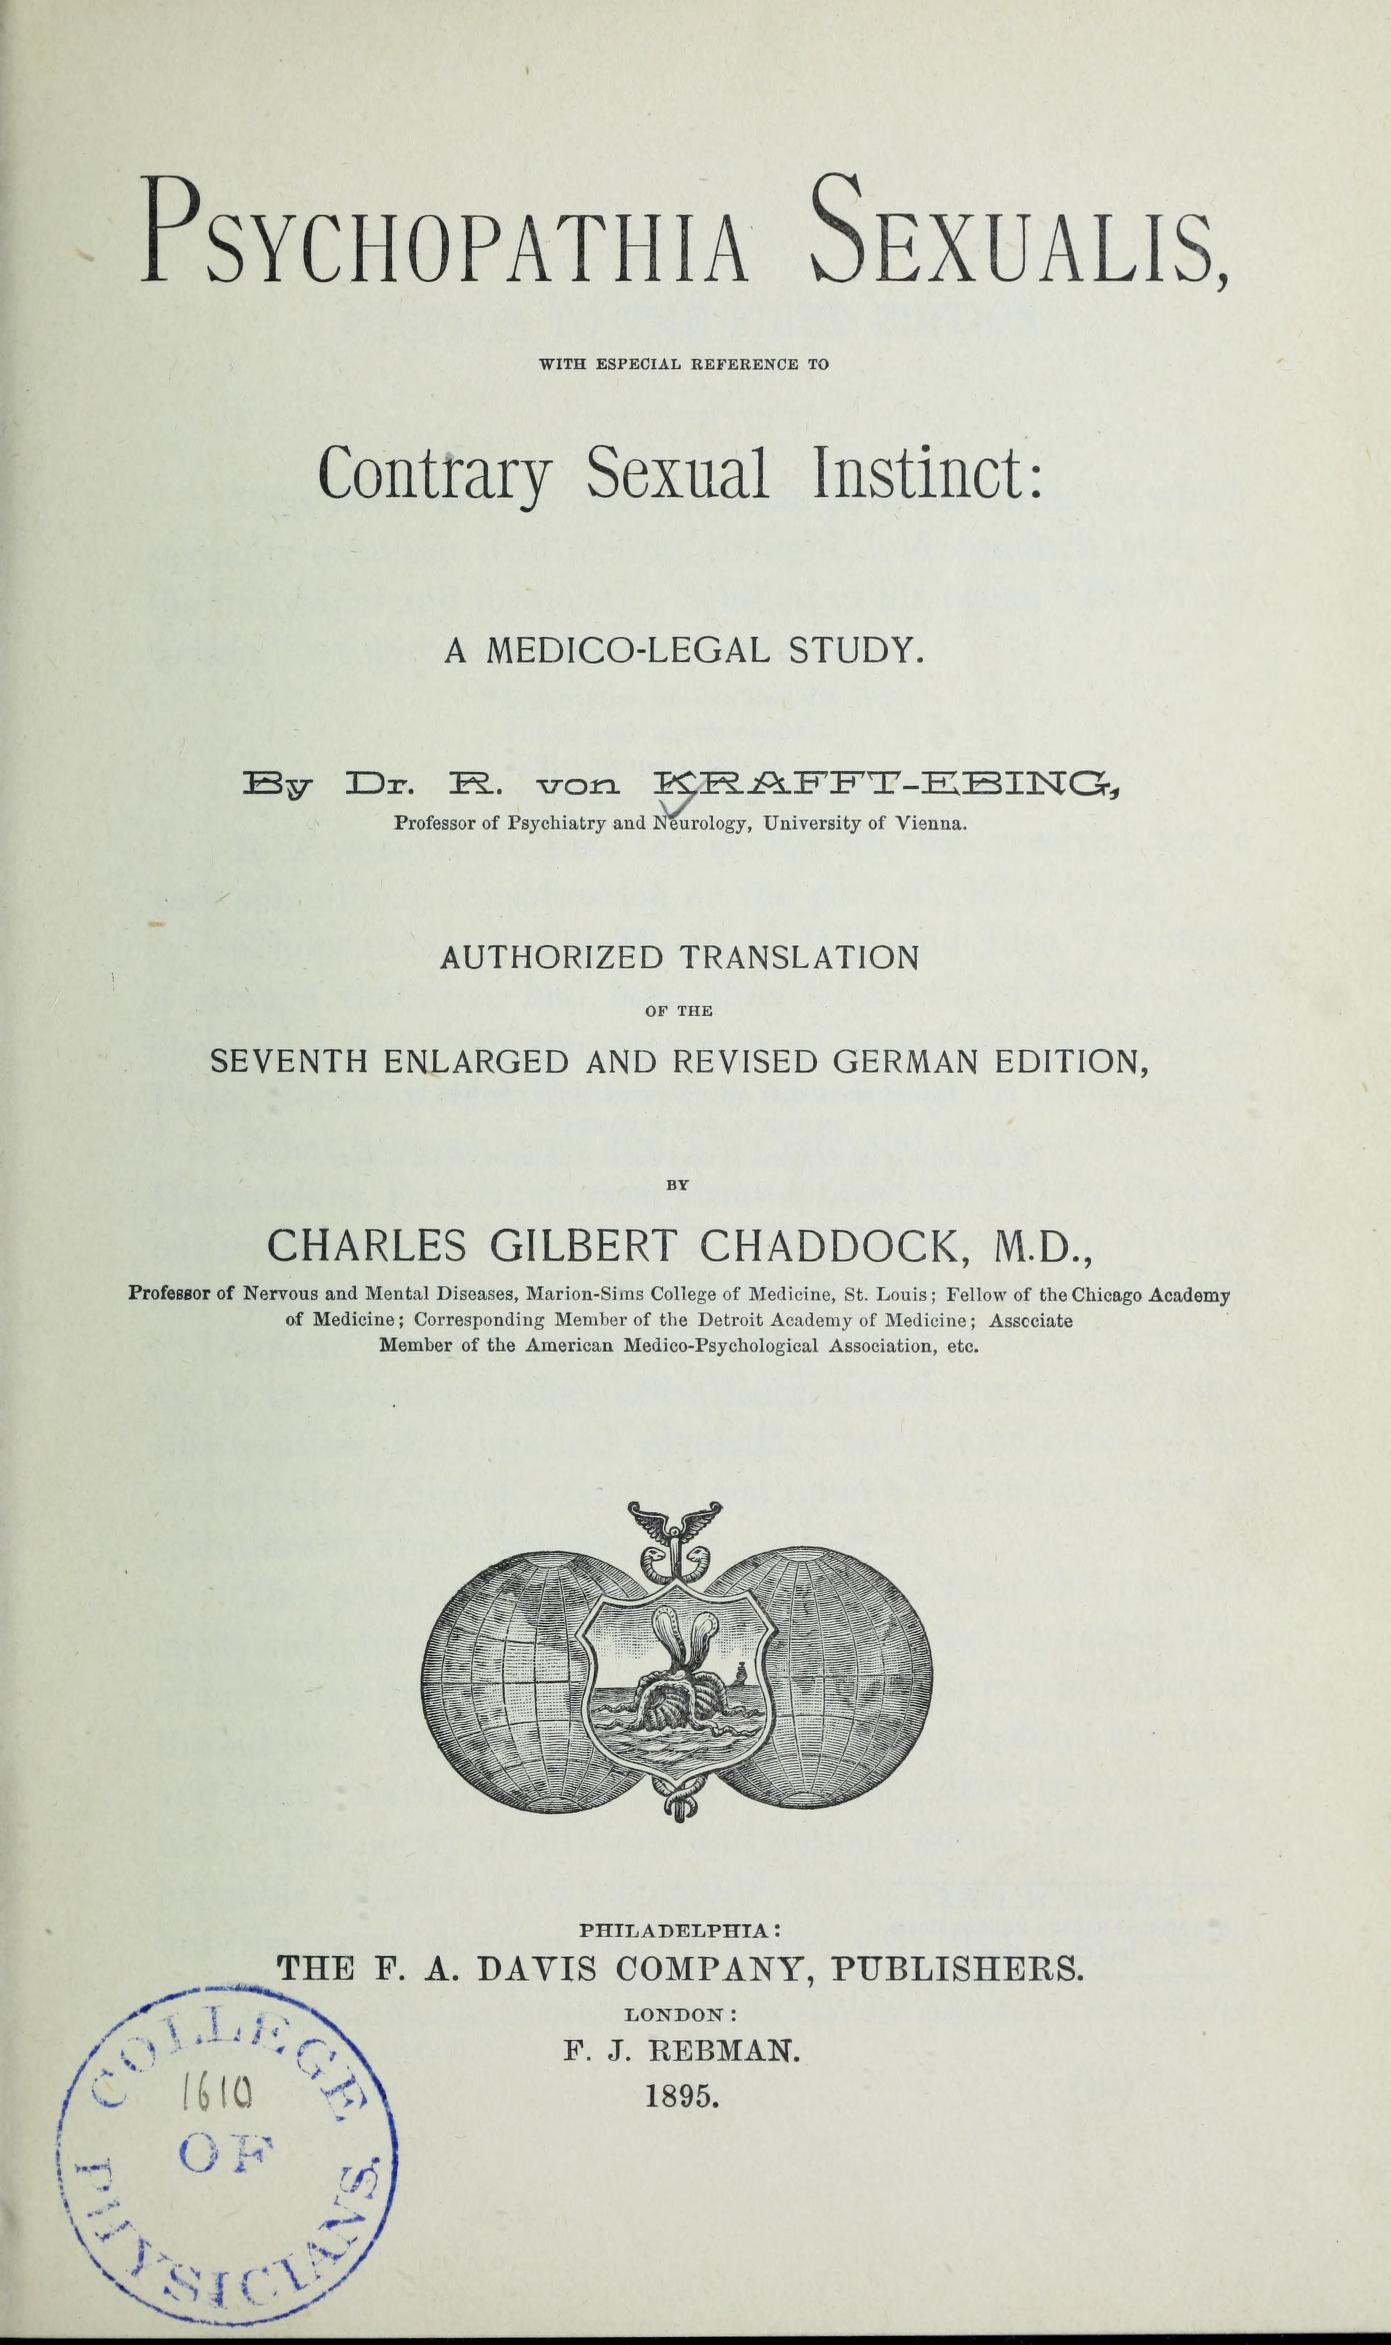 PSYCHOPATHIA SEXUALIS,
WITH ESPECIAL REFERENCE TO
Contrary Sexual Instinct:
A MEDICO-LEGAL STUDY.
By Dr. R. von KRAFFT-EBING,
Professor of Psychiatry and Neurology, University of Vienna.
AUTHORIZED TRANSLATION
OF THE
SEVENTH ENLARGED AND REVISED GERMAN EDITION,
BY
CHARLES GILBERT CHADDOCK, M.D.,
Professor of Nervous and Mental Diseases, Marion-Sims College of Medicine, St. Louis; Fellow of the Chicago Academy
of Medicine; Corresponding Member of the Detroit Academy of Medicine; Associate
Member of the American Medico-Psychological Association, etc.
PHILADELPHIA:
THE F. A. DAVIS COMPANY, PUBLISHERS.
LONDON:
F. J. REBMAN.
1895.
COLLEGE
1610
OF
PHYSICIANS.